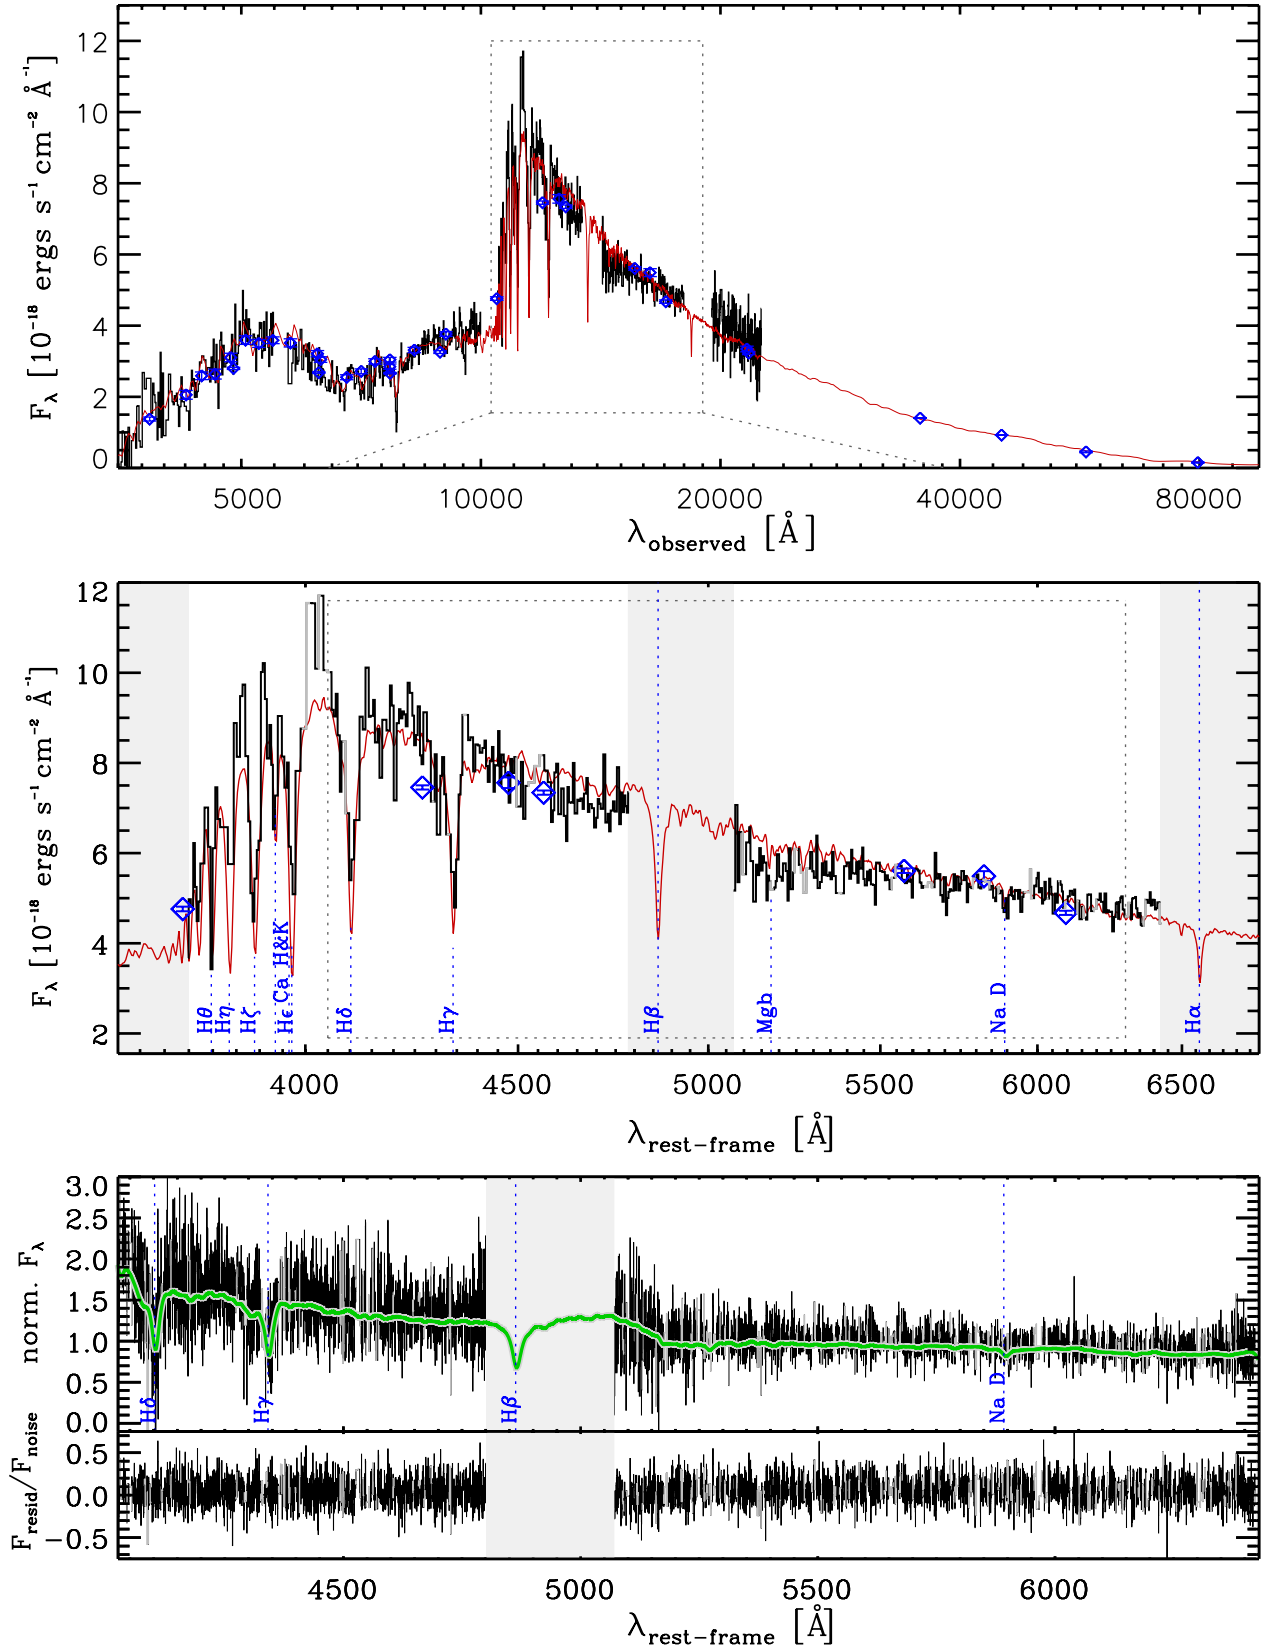 F_λ [10⁻¹⁸ ergs s⁻¹ cm⁻² Å⁻¹]
12
10
8
6
4
2
0
5000 10000 20000 40000 80000
λ_observed [Å]
F_λ [10⁻¹⁸ ergs s⁻¹ cm⁻² Å⁻¹]
12
10
8
6
4
2
Hθ Hη Hζ Ca H&K Hϵ Hδ Hγ Hβ Mgb Na D Hα
4000 4500 5000 5500 6000 6500
λ_rest-frame [Å]
norm. F_λ
3.0
2.5
2.0
1.5
1.0
0.5
0.0
Hδ Hγ Hβ Na D
F_resid/F_noise
0.5
0.0
−0.5
4500 5000 5500 6000
λ_rest-frame [Å]